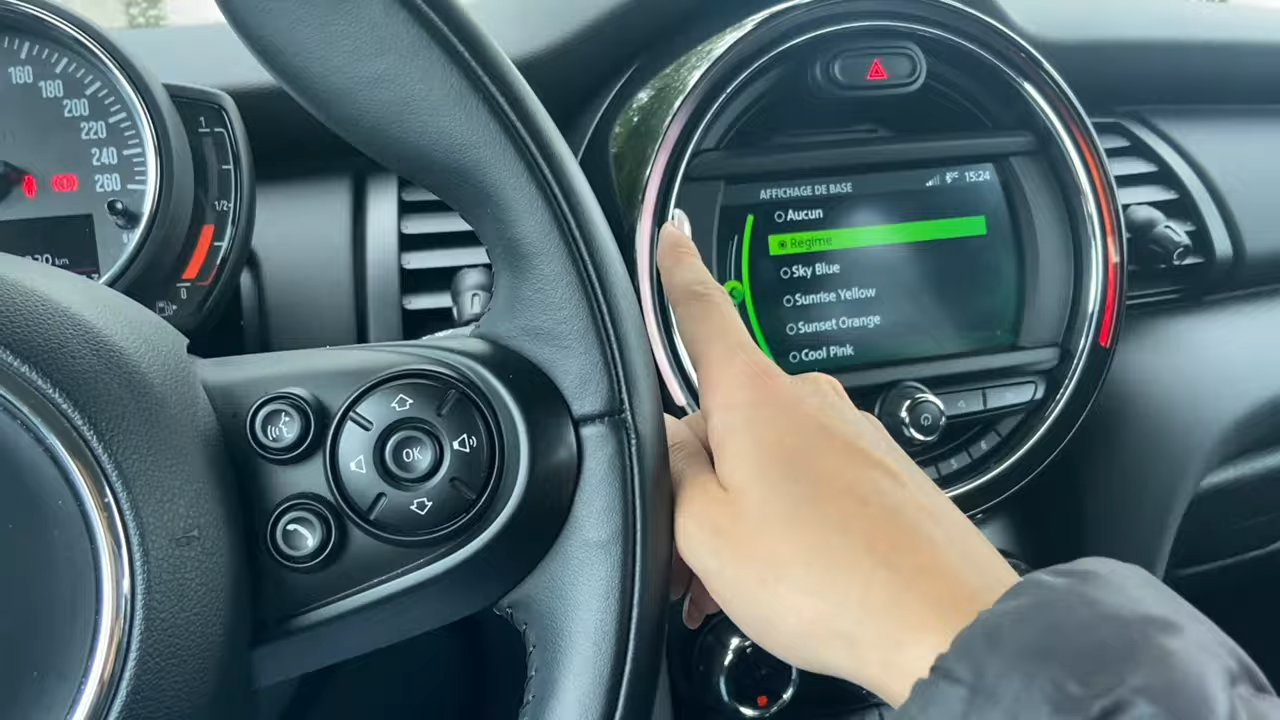 160
180
200
220
240
260
km
1
1/2
0
OK
AFFICHAGE DE BASE
15:24
Aucun
Régime
Sky Blue
Sunrise Yellow
Sunset Orange
Cool Pink